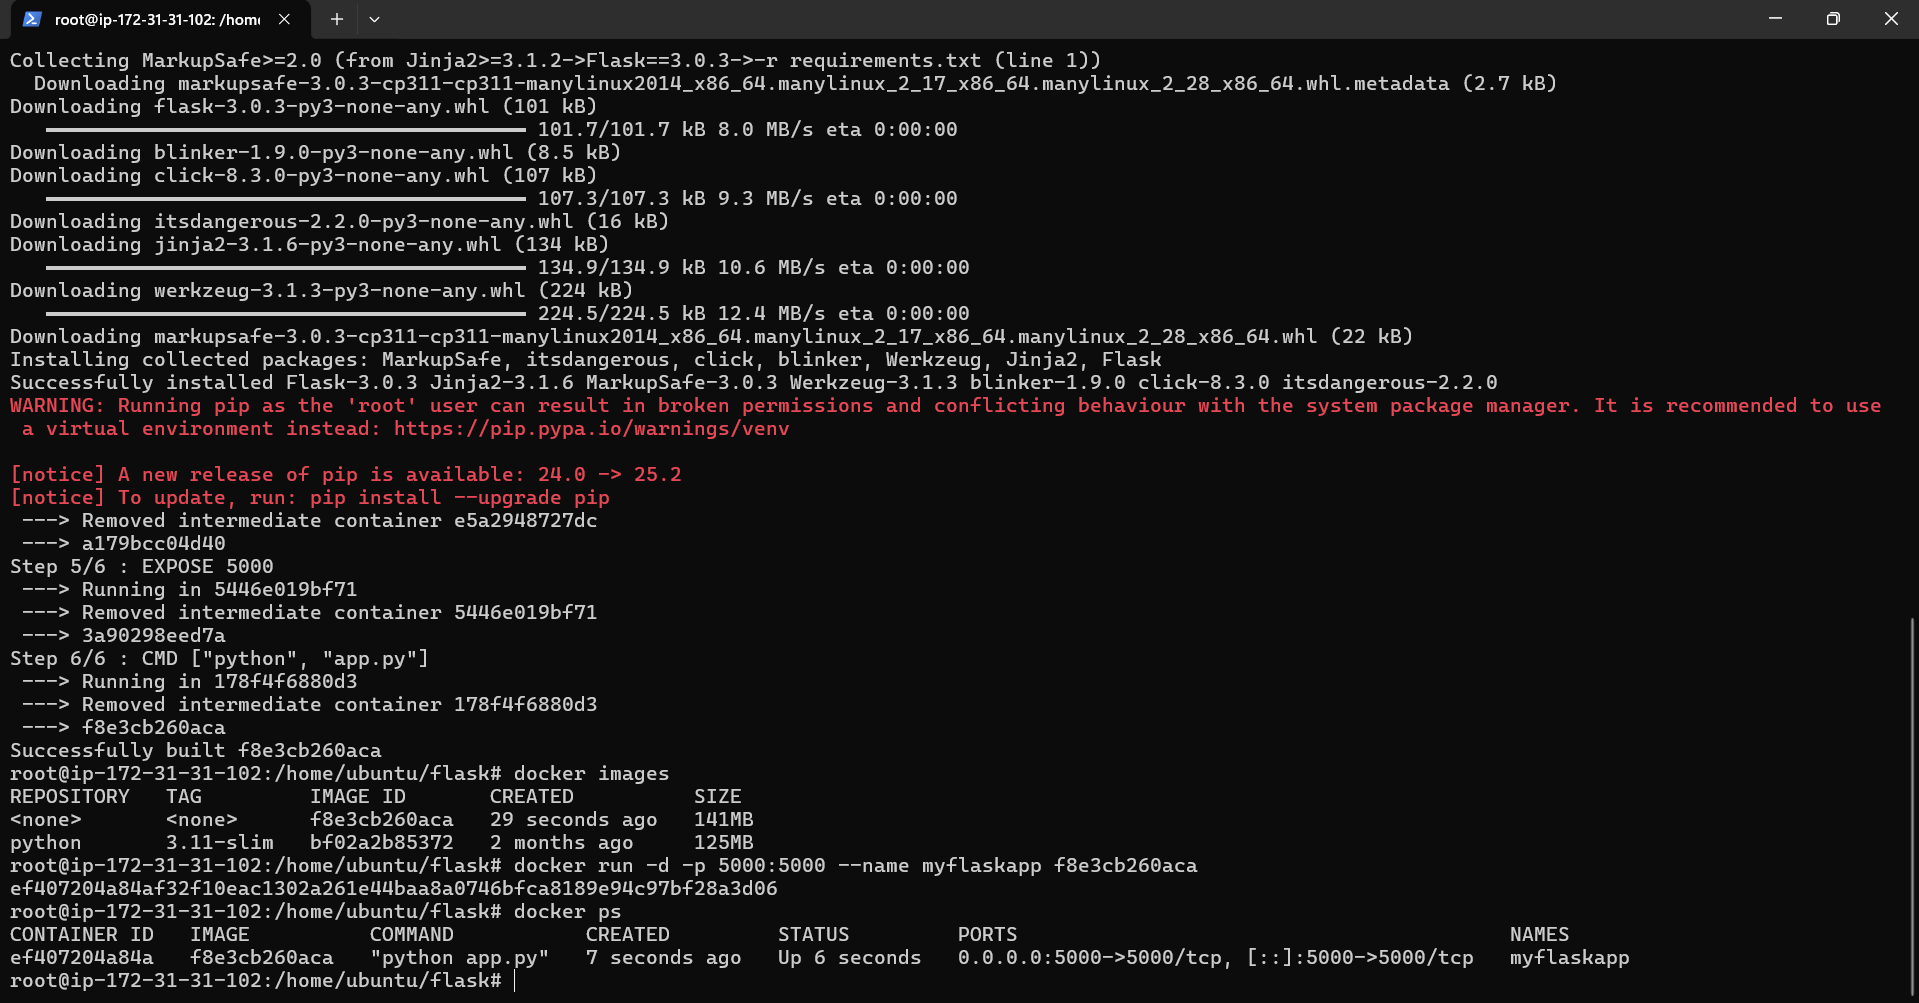 root@ip-172-31-31-102: /home
Collecting MarkupSafe>=2.0 (from Jinja2>=3.1.2->Flask==3.0.3->-r requirements.txt (line 1))
  Downloading markupsafe-3.0.3-cp311-cp311-manylinux2014_x86_64.manylinux_2_17_x86_64.manylinux_2_28_x86_64.whl.metadata (2.7 kB)
Downloading flask-3.0.3-py3-none-any.whl (101 kB)
101.7/101.7 kB 8.0 MB/s eta 0:00:00
Downloading blinker-1.9.0-py3-none-any.whl (8.5 kB)
Downloading click-8.3.0-py3-none-any.whl (107 kB)
107.3/107.3 kB 9.3 MB/s eta 0:00:00
Downloading itsdangerous-2.2.0-py3-none-any.whl (16 kB)
Downloading jinja2-3.1.6-py3-none-any.whl (134 kB)
134.9/134.9 kB 10.6 MB/s eta 0:00:00
Downloading werkzeug-3.1.3-py3-none-any.whl (224 kB)
224.5/224.5 kB 12.4 MB/s eta 0:00:00
Downloading markupsafe-3.0.3-cp311-cp311-manylinux2014_x86_64.manylinux_2_17_x86_64.manylinux_2_28_x86_64.whl (22 kB)
Installing collected packages: MarkupSafe, itsdangerous, click, blinker, Werkzeug, Jinja2, Flask
Successfully installed Flask-3.0.3 Jinja2-3.1.6 MarkupSafe-3.0.3 Werkzeug-3.1.3 blinker-1.9.0 click-8.3.0 itsdangerous-2.2.0
WARNING: Running pip as the 'root' user can result in broken permissions and conflicting behaviour with the system package manager. It is recommended to use
 a virtual environment instead: https://pip.pypa.io/warnings/venv
[notice] A new release of pip is available: 24.0 -> 25.2
[notice] To update, run: pip install --upgrade pip
 ---> Removed intermediate container e5a2948727dc
 ---> a179bcc04d40
Step 5/6 : EXPOSE 5000
 ---> Running in 5446e019bf71
 ---> Removed intermediate container 5446e019bf71
 ---> 3a90298eed7a
Step 6/6 : CMD ["python", "app.py"]
 ---> Running in 178f4f6880d3
 ---> Removed intermediate container 178f4f6880d3
 ---> f8e3cb260aca
Successfully built f8e3cb260aca
root@ip-172-31-31-102:/home/ubuntu/flask# docker images
REPOSITORY   TAG         IMAGE ID       CREATED          SIZE
<none>       <none>      f8e3cb260aca   29 seconds ago   141MB
python       3.11-slim   bf02a2b85372   2 months ago     125MB
root@ip-172-31-31-102:/home/ubuntu/flask# docker run -d -p 5000:5000 --name myflaskapp f8e3cb260aca
ef407204a84af32f10eac1302a261e44baa8a0746bfca8189e94c97bf28a3d06
root@ip-172-31-31-102:/home/ubuntu/flask# docker ps
CONTAINER ID   IMAGE          COMMAND           CREATED         STATUS         PORTS                                         NAMES
ef407204a84a   f8e3cb260aca   "python app.py"   7 seconds ago   Up 6 seconds   0.0.0.0:5000->5000/tcp, [::]:5000->5000/tcp   myflaskapp
root@ip-172-31-31-102:/home/ubuntu/flask#